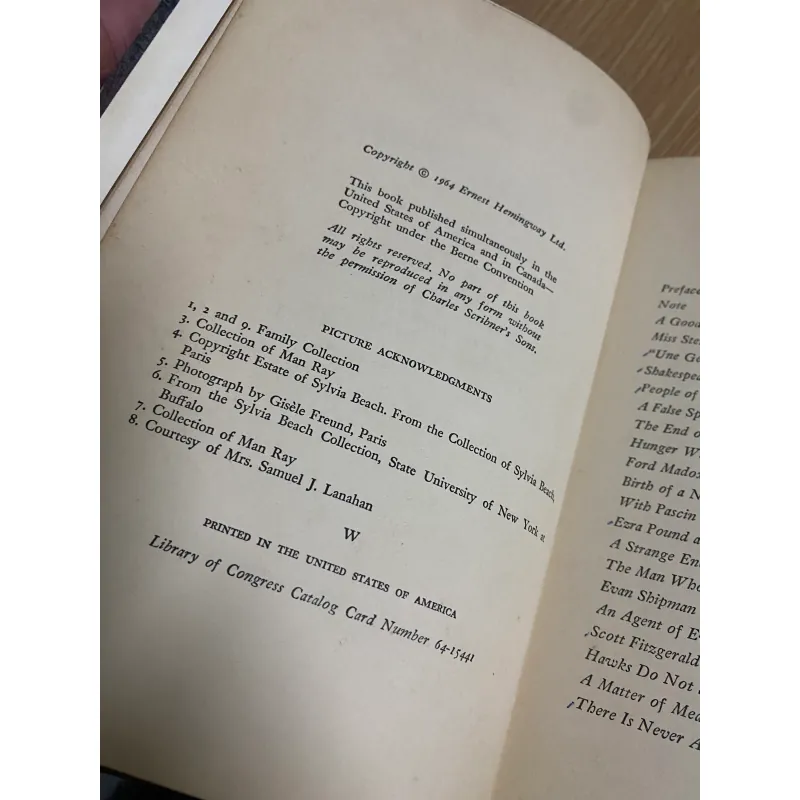 Copyright © 1964 Ernest Hemingway Ltd.
This book published simultaneously in the
United States of America and in Canada—
Copyright under the Berne Convention
All rights reserved. No part of this book
may be reproduced in any form without
the permission of Charles Scribner's Sons.
PICTURE ACKNOWLEDGMENTS
1, 2 and 9. Family Collection
3. Collection of Man Ray
4. Copyright Estate of Sylvia Beach. From the Collection of Sylvia Beach,
Paris
5. Photograph by Gisèle Freund, Paris
6. From the Sylvia Beach Collection, State University of New York at
Buffalo
7. Collection of Man Ray
8. Courtesy of Mrs. Samuel J. Lanahan
W
PRINTED IN THE UNITED STATES OF AMERICA
Library of Congress Catalog Card Number 64-15441
Preface
Note
A Good
Miss Ste
"Une Ge
Shakespea
People of
A False Sp
The End o
Hunger W
Ford Madox
Birth of a N
With Pascin
Ezra Pound a
A Strange En
The Man Who
Evan Shipman
An Agent of E
Scott Fitzgerald
Hawks Do Not
A Matter of Mea
There Is Never A